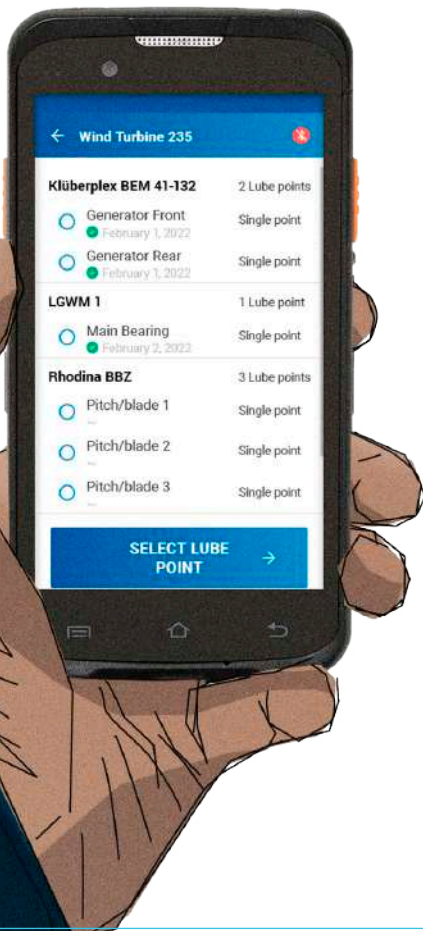 Wind Turbine 235
Klüberplex BEM 41-132 2 Lube points
Generator Front Single point
February 1, 2022
Generator Rear Single point
February 1, 2022
LGWM 1 1 Lube point
Main Bearing Single point
February 2, 2022
Rhodina BBZ 3 Lube points
Pitch/blade 1 Single point
Pitch/blade 2 Single point
Pitch/blade 3 Single point
SELECT LUBE
POINT